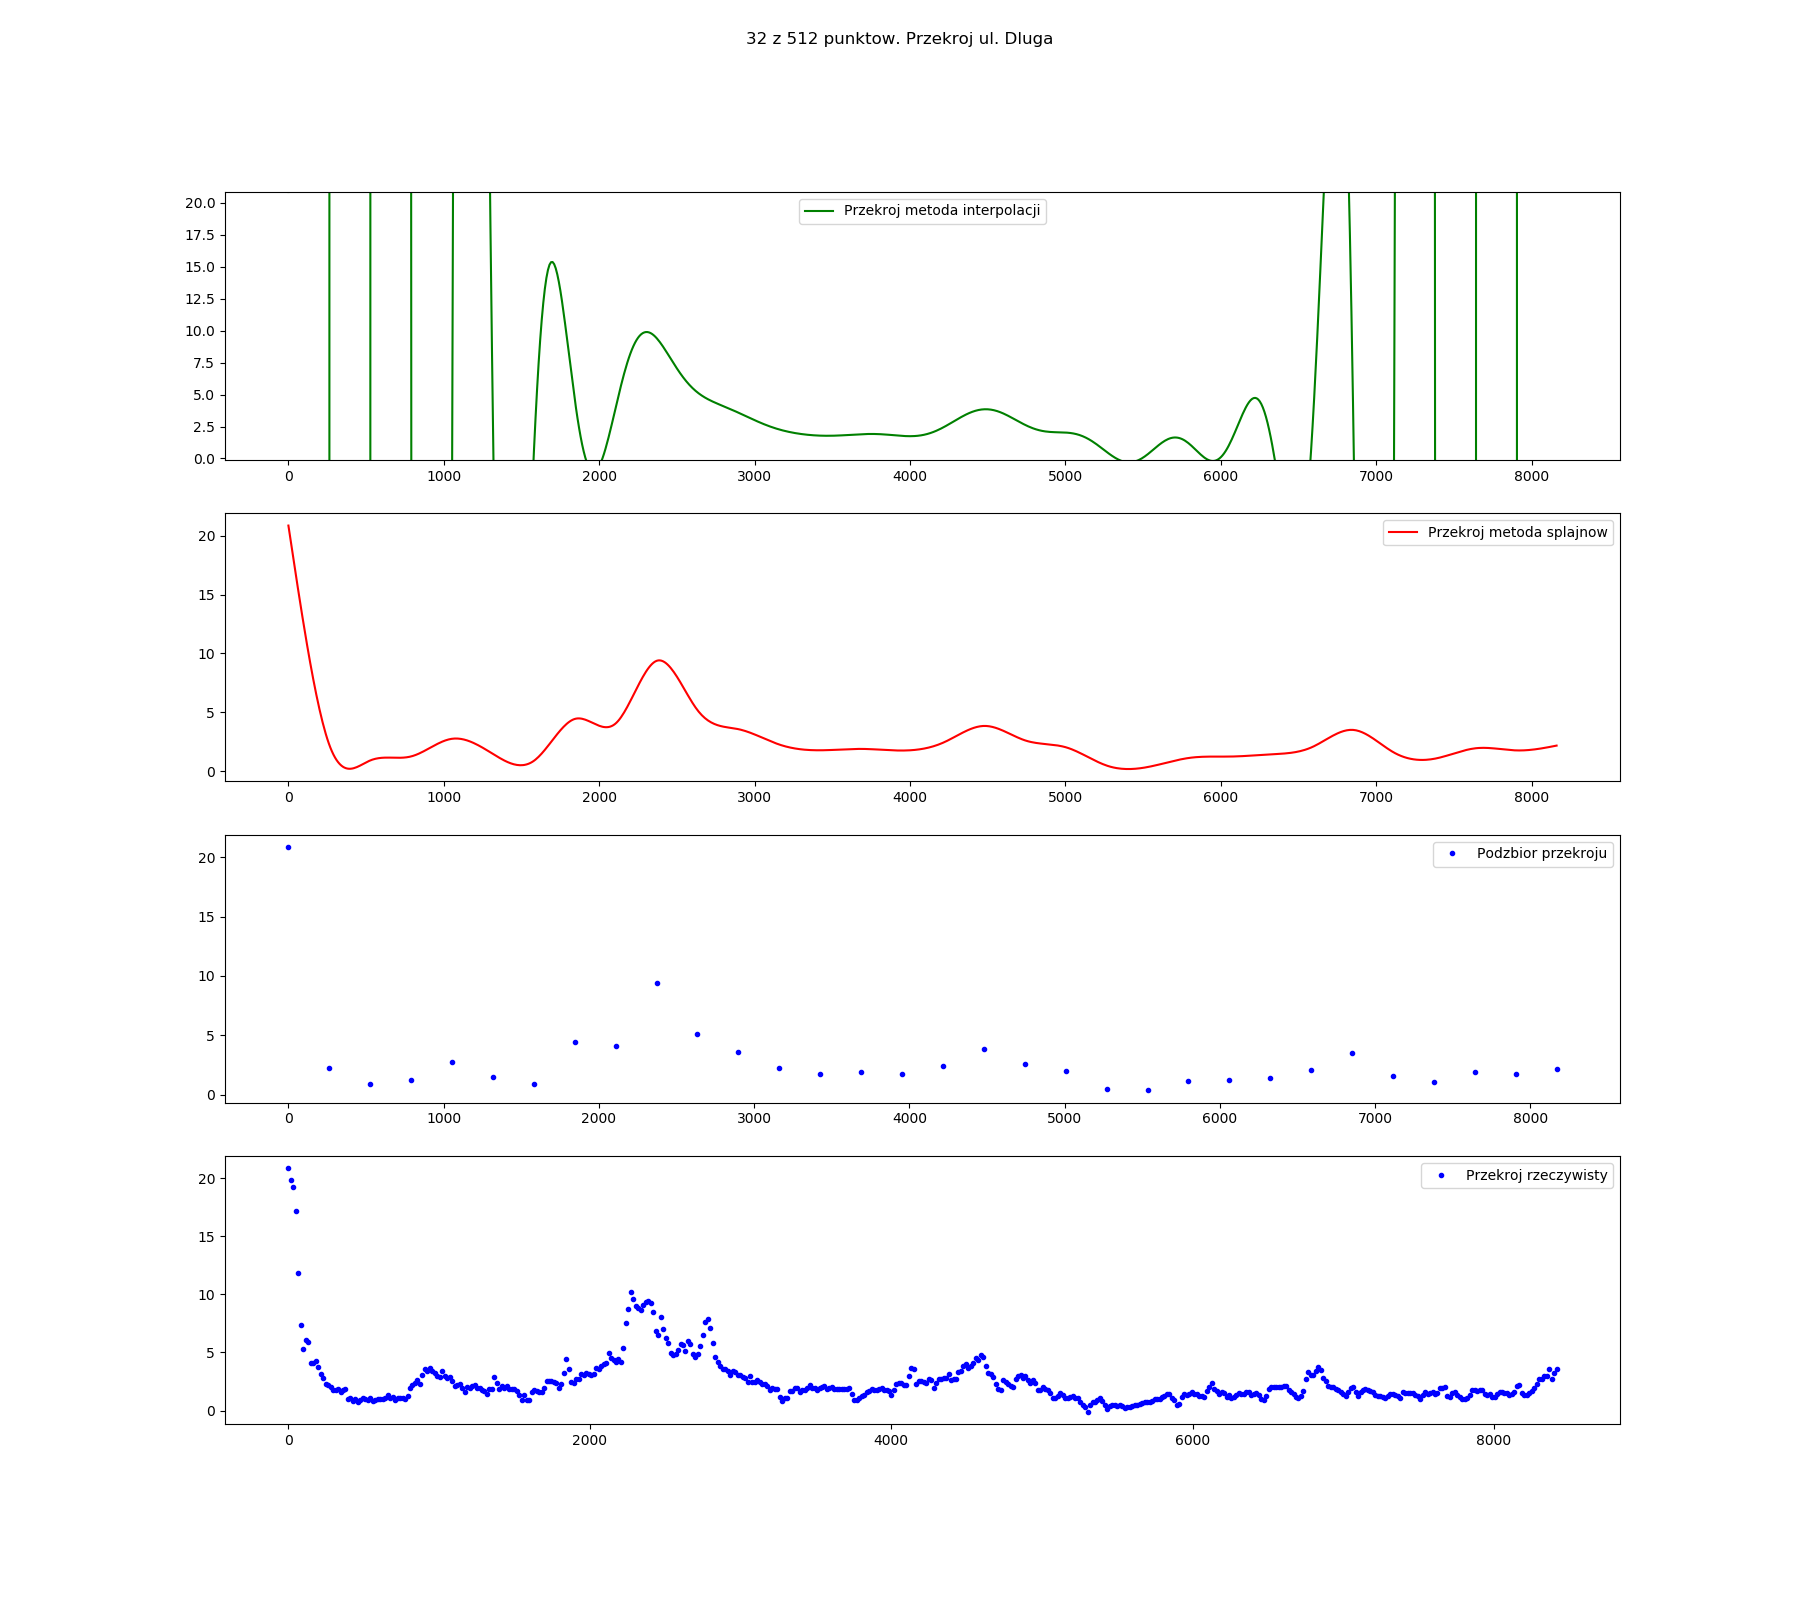 32 z 512 punktow. Przekroj ul. Dluga
Przekroj metoda interpolacji
20.0
17.5
15.0
12.5
10.0
7.5
5.0
2.5
0.0
0 1000 2000 3000 4000 5000 6000 7000 8000
Przekroj metoda splajnow
20
15
10
5
0
0 1000 2000 3000 4000 5000 6000 7000 8000
Podzbior przekroju
20
15
10
5
0
0 1000 2000 3000 4000 5000 6000 7000 8000
Przekroj rzeczywisty
20
15
10
5
0
0 2000 4000 6000 8000